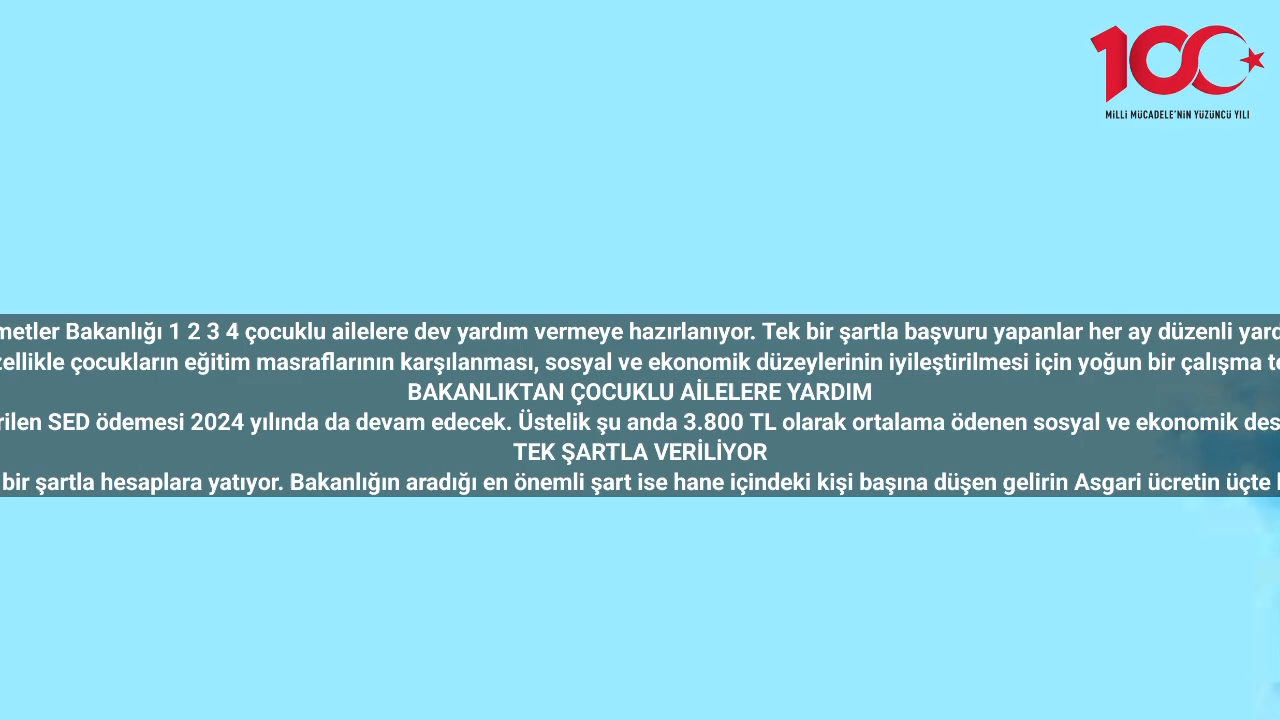 100
MİLLİ MÜCADELE'NİN YÜZÜNCÜ YILI
metler Bakanlığı 1 2 3 4 çocuklu ailelere dev yardım vermeye hazırlanıyor. Tek bir şartla başvuru yapanlar her ay düzenli yard
ellikle çocukların eğitim masraflarının karşılanması, sosyal ve ekonomik düzeylerinin iyileştirilmesi için yoğun bir çalışma te
BAKANLIKTAN ÇOCUKLU AİLELERE YARDIM
rilen SED ödemesi 2024 yılında da devam edecek. Üstelik şu anda 3.800 TL olarak ortalama ödenen sosyal ve ekonomik des
TEK ŞARTLA VERİLİYOR
bir şartla hesaplara yatıyor. Bakanlığın aradığı en önemli şart ise hane içindeki kişi başına düşen gelirin Asgari ücretin üçte